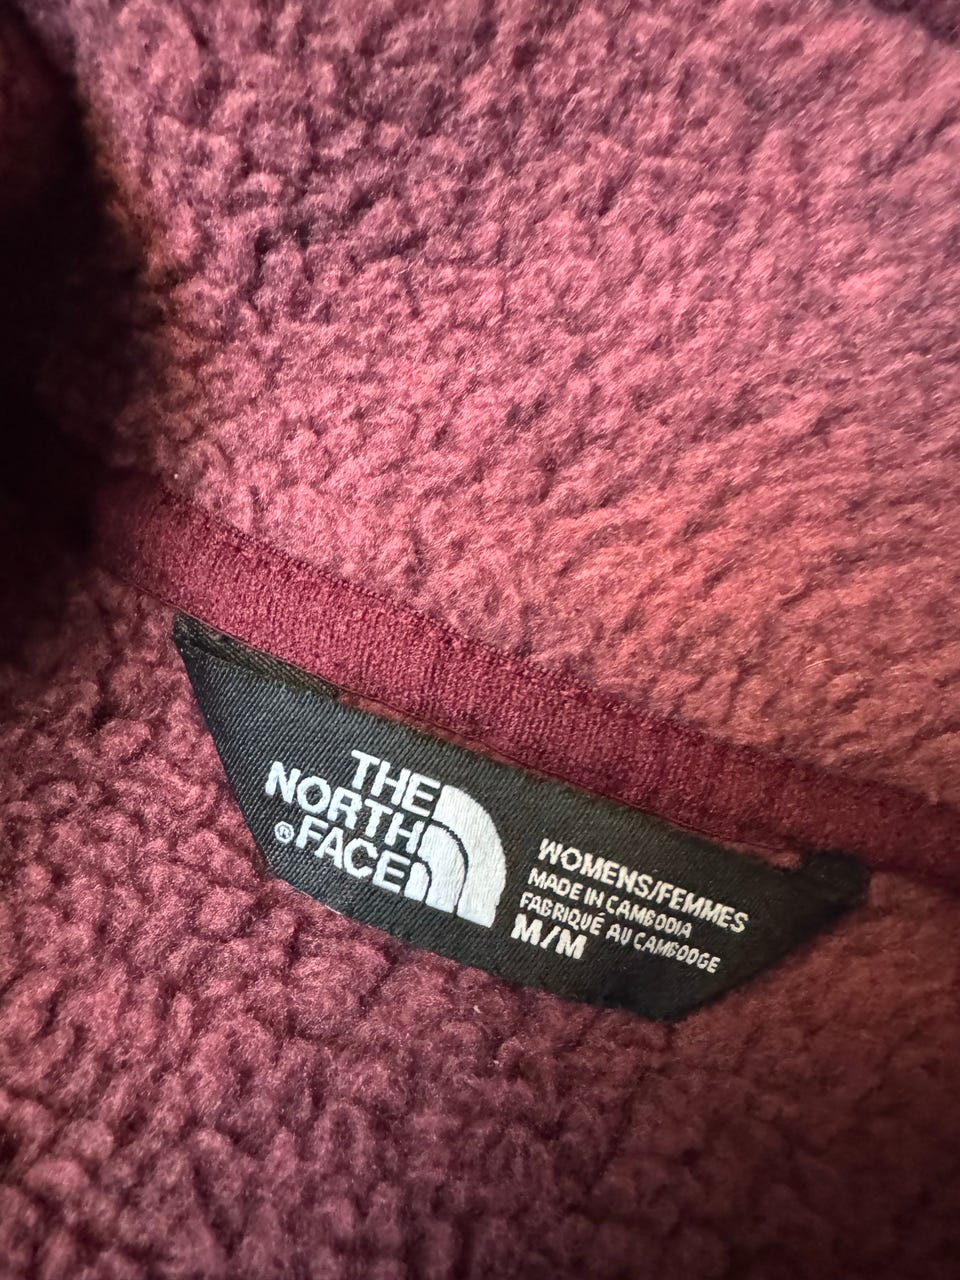 THE
NORTH
®FACE
WOMENS/FEMMES
MADE IN CAMBODIA
FABRIQUÉ AU CAMBODGE
M/M